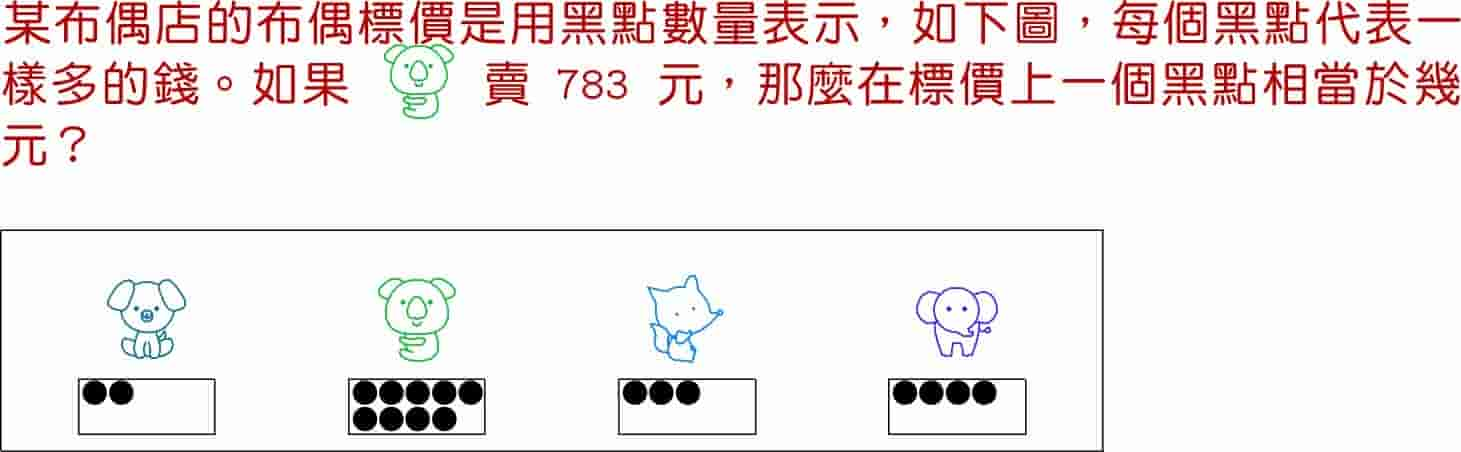 某布偶店的布偶標價是用黑點數量表示，如下圖，每個黑點代表一
樣多的錢。如果 賣 783 元，那麼在標價上一個黑點相當於幾
元？